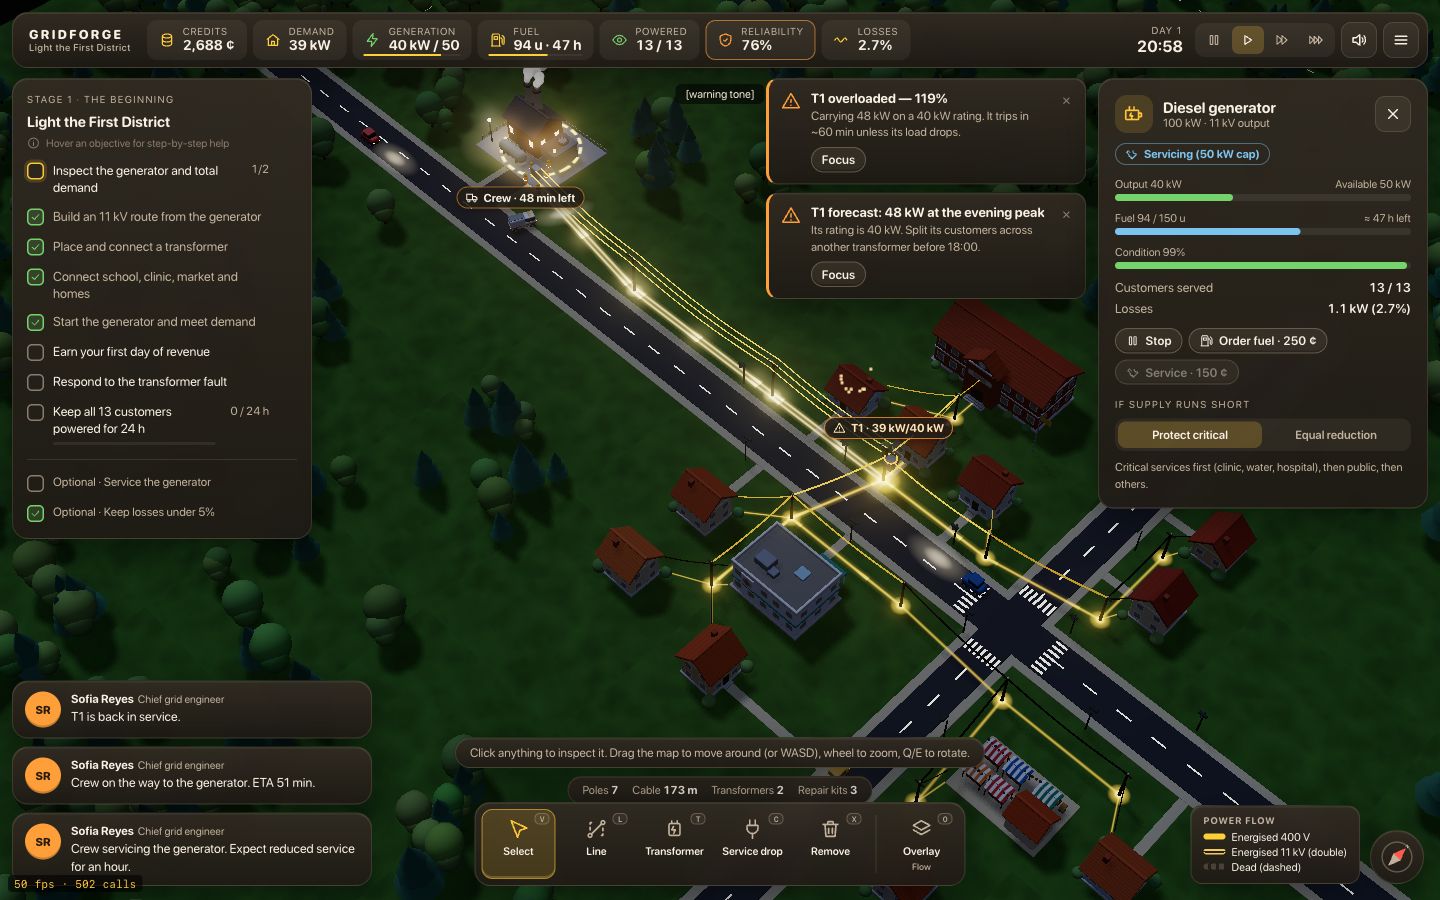 GRIDFORGE
Light the First District
CREDITS
2,688 ¢
DEMAND
39 kW
GENERATION
40 kW / 50
FUEL
94 u · 47 h
POWERED
13 / 13
RELIABILITY
76%
LOSSES
2.7%
DAY 1
20:58
STAGE 1 · THE BEGINNING
Light the First District
Hover an objective for step-by-step help
Inspect the generator and total 1/2
demand
Build an 11 kV route from the generator
Place and connect a transformer
Connect school, clinic, market and
homes
Start the generator and meet demand
Earn your first day of revenue
Respond to the transformer fault
Keep all 13 customers 0 / 24 h
powered for 24 h
Optional · Service the generator
Optional · Keep losses under 5%
[warning tone]
T1 overloaded — 119% ×
Carrying 48 kW on a 40 kW rating. It trips in
~60 min unless its load drops.
Focus
T1 forecast: 48 kW at the evening peak ×
Its rating is 40 kW. Split its customers across
another transformer before 18:00.
Focus
Diesel generator
100 kW · 11 kV output
Servicing (50 kW cap)
Output 40 kW Available 50 kW
Fuel 94 / 150 u ≈ 47 h left
Condition 99%
Customers served 13 / 13
Losses 1.1 kW (2.7%)
Stop
Order fuel · 250 ¢
Service · 150 ¢
IF SUPPLY RUNS SHORT
Protect critical
Equal reduction
Critical services first (clinic, water, hospital), then public, then
others.
Crew · 48 min left
T1 · 39 kW/40 kW
SR
Sofia Reyes Chief grid engineer
T1 is back in service.
SR
Sofia Reyes Chief grid engineer
Crew on the way to the generator. ETA 51 min.
SR
Sofia Reyes Chief grid engineer
Crew servicing the generator. Expect reduced service
for an hour.
50 fps · 502 calls
Click anything to inspect it. Drag the map to move around (or WASD), wheel to zoom, Q/E to rotate.
Poles 7 Cable 173 m Transformers 2 Repair kits 3
V
Select
L
Line
T
Transformer
C
Service drop
X
Remove
O
Overlay
Flow
POWER FLOW
Energised 400 V
Energised 11 kV (double)
Dead (dashed)